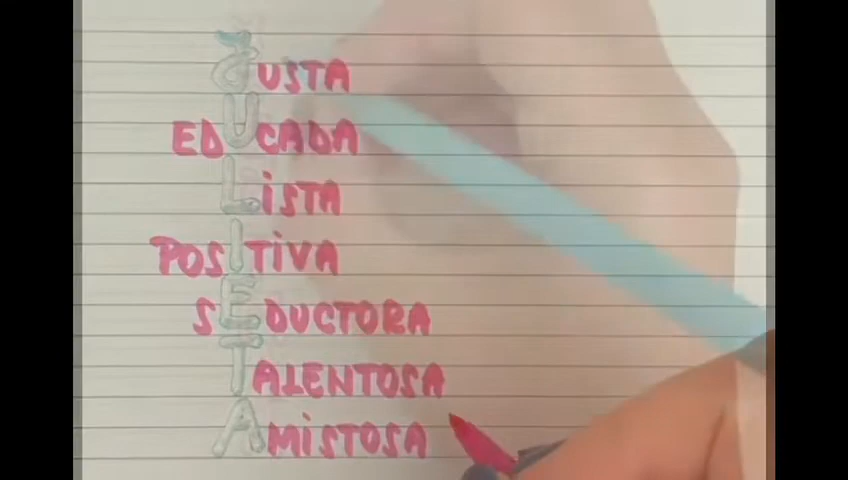 JUSTA
EDUCADA
LISTA
POSITIVA
SEDUCTORA
TALENTOSA
AMISTOSA